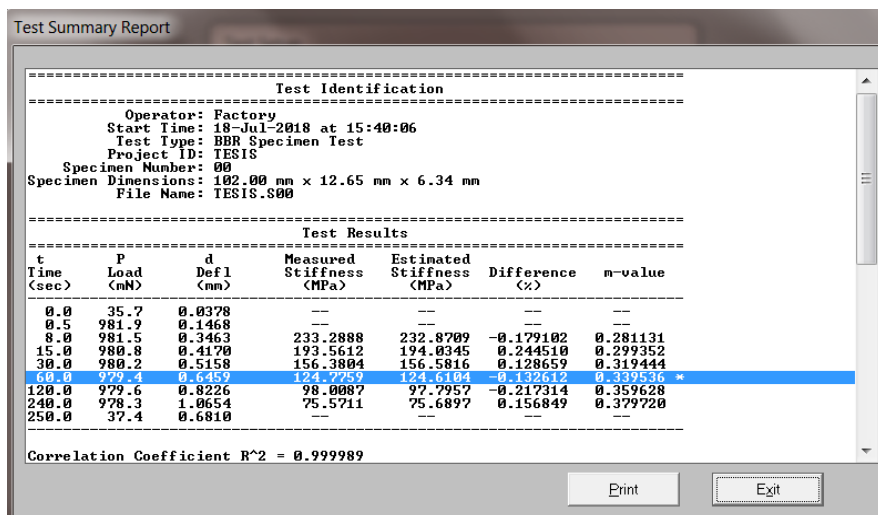 Test Summary Report
================================================================================
Test Identification
================================================================================
Operator: Factory
Start Time: 18-Jul-2018 at 15:40:06
Test Type: BBR Specimen Test
Project ID: TESIS
Specimen Number: 00
Specimen Dimensions: 102.00 mm x 12.65 mm x 6.34 mm
File Name: TESIS.S00
================================================================================
Test Results
================================================================================
t P d Measured Estimated
Time Load Defl Stiffness Stiffness Difference m-value
(sec) (mN) (mm) (MPa) (MPa) (%)
--------------------------------------------------------------------------------
0.0 35.7 0.0378 -- -- -- --
0.5 981.9 0.1468 -- -- -- --
8.0 981.5 0.3463 233.2888 232.8709 -0.179102 0.281131
15.0 980.8 0.4170 193.5612 194.0345 0.244510 0.299352
30.0 980.2 0.5158 156.3804 156.5816 0.128659 0.319444
60.0 979.4 0.6459 124.7759 124.6104 -0.132612 0.339536 *
120.0 979.6 0.8226 98.0087 97.7957 -0.217314 0.359628
240.0 978.3 1.0654 75.5711 75.6897 0.156849 0.379720
250.0 37.4 0.6810 -- -- -- --
--------------------------------------------------------------------------------
Correlation Coefficient R^2 = 0.999989
Print Exit